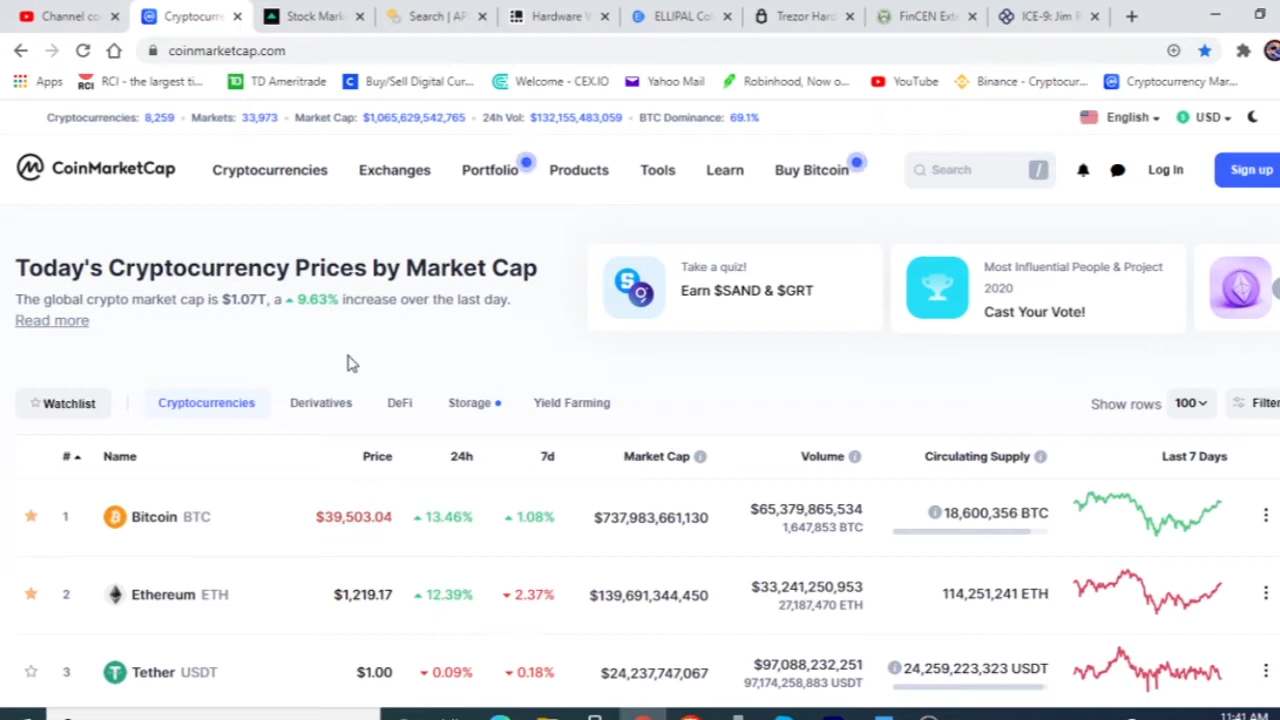 Channel co
Cryptocurre
Stock Mark
Search | AP
Hardware W
ELLIPAL Co
Trezor Hard
FinCEN Exte
ICE-9: Jim R
coinmarketcap.com
Apps
RCI - the largest ti...
TD Ameritrade
Buy/Sell Digital Cur...
Welcome - CEX.IO
Yahoo Mail
Robinhood, Now o...
YouTube
Binance - Cryptocur...
Cryptocurrency Mar...
Cryptocurrencies: 8,259 Markets: 33,973 Market Cap: $1,065,629,542,765 24h Vol: $132,155,483,059 BTC Dominance: 69.1%
English USD
CoinMarketCap Cryptocurrencies Exchanges Portfolio Products Tools Learn Buy Bitcoin Search / Log In Sign up
Today's Cryptocurrency Prices by Market Cap
The global crypto market cap is $1.07T, a 9.63% increase over the last day.
Read more
Take a quiz!
Earn $SAND & $GRT
Most Influential People & Project
2020
Cast Your Vote!
Watchlist Cryptocurrencies Derivatives DeFi Storage Yield Farming Show rows 100 Filter
# Name Price 24h 7d Market Cap Volume Circulating Supply Last 7 Days
1 Bitcoin BTC $39,503.04 13.46% 1.08% $737,983,661,130 $65,379,865,534 18,600,356 BTC
1,647,853 BTC
2 Ethereum ETH $1,219.17 12.39% 2.37% $139,691,344,450 $33,241,250,953 114,251,241 ETH
27,187,470 ETH
3 Tether USDT $1.00 0.09% 0.18% $24,237,747,067 $97,088,232,251 24,259,223,323 USDT
97,174,258,883 USDT
11:41 AM